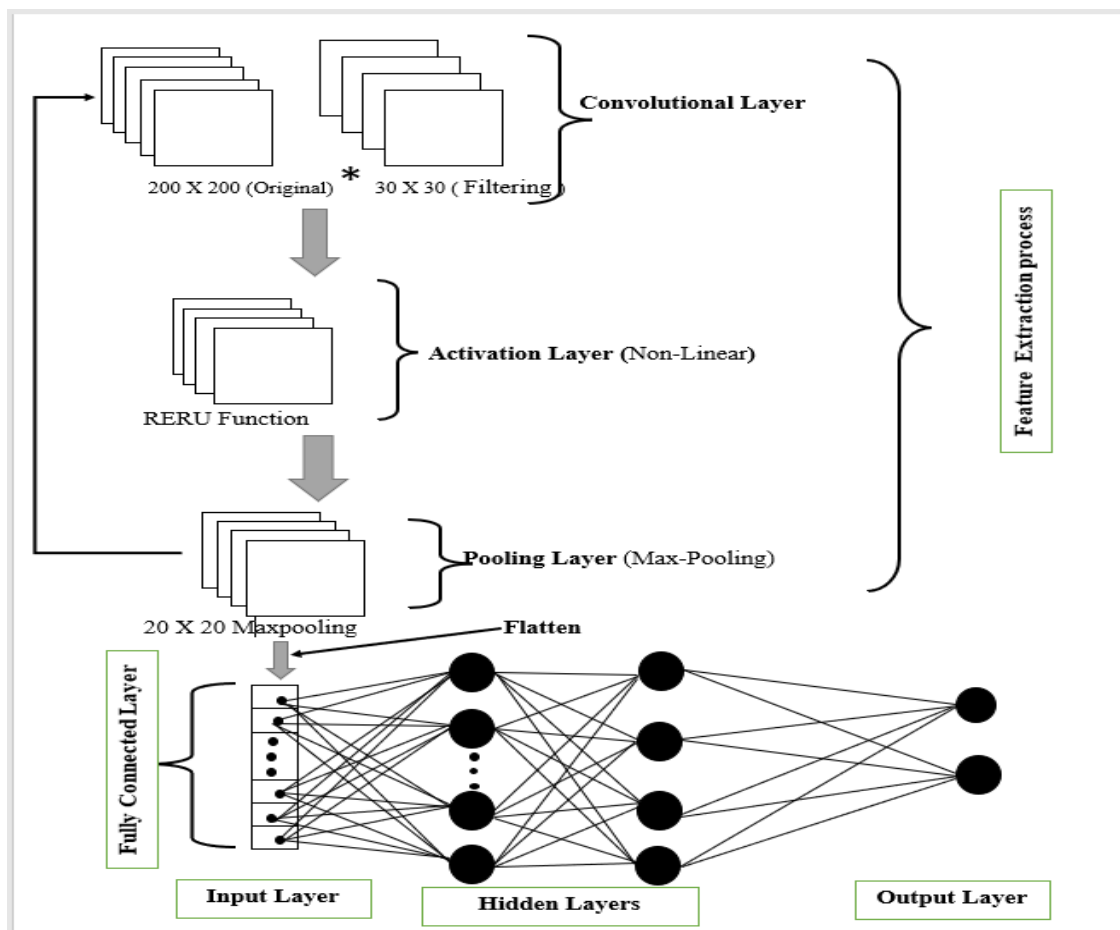 Convolutional Layer
200 X 200 (Original) * 30 X 30 ( Filtering )
Feature Extraction process
Activation Layer (Non-Linear)
RERU Function
Pooling Layer (Max-Pooling)
20 X 20 Maxpooling
Flatten
Fully Connected Layer
Input Layer
Hidden Layers
Output Layer